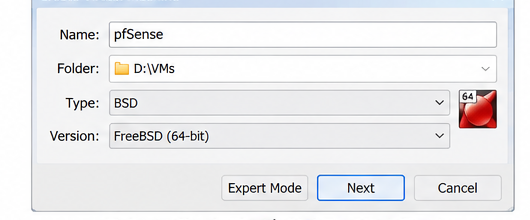 Name: pfSense
Folder: D:\VMs
Type: BSD 64
Version: FreeBSD (64-bit)
Expert Mode Next Cancel